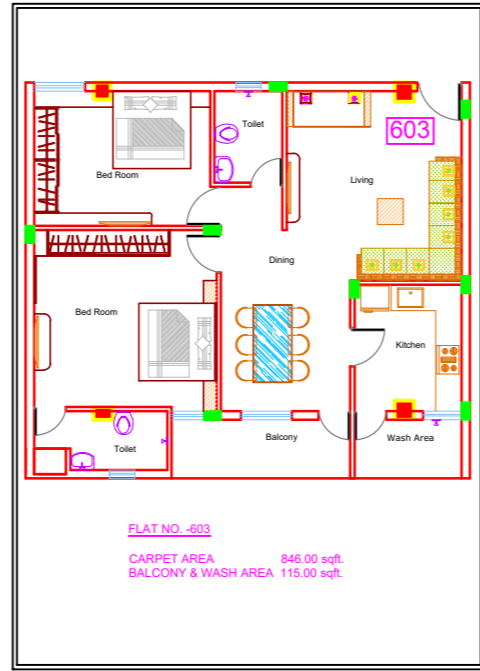 Toilet
603
Bed Room
Living
Dining
Bed Room
Kitchen
Balcony
Wash Area
Toilet
FLAT NO. -603
CARPET AREA 846.00 sqft.
BALCONY & WASH AREA 115.00 sqft.